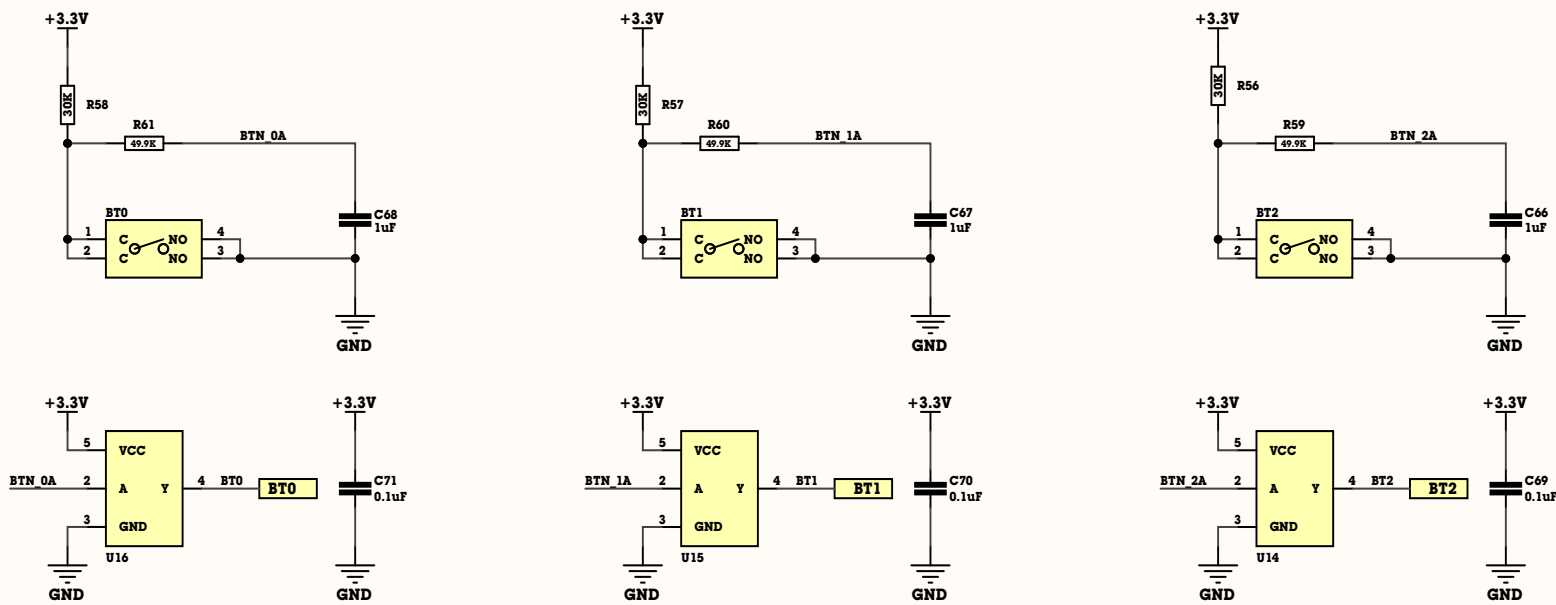 +3.3V +3.3V +3.3V
30K R58 30K R57 30K R56
R61 BTN_0A R60 BTN_1A R59 BTN_2A
49.9K 49.9K 49.9K
BT0 C68 BT1 C67 BT2 C66
1uF 1uF 1uF
1 C NO 4 1 C NO 4 1 C NO 4
2 C NO 3 2 C NO 3 2 C NO 3
GND GND GND
+3.3V +3.3V +3.3V +3.3V +3.3V +3.3V
5 VCC 5 VCC 5 VCC
BTN_0A 2 A Y 4 BT0 BT0 C71 BTN_1A 2 A Y 4 BT1 BT1 C70 BTN_2A 2 A Y 4 BT2 BT2 C69
0.1uF 0.1uF 0.1uF
3 GND 3 GND 3 GND
U16 U15 U14
GND GND GND GND GND GND